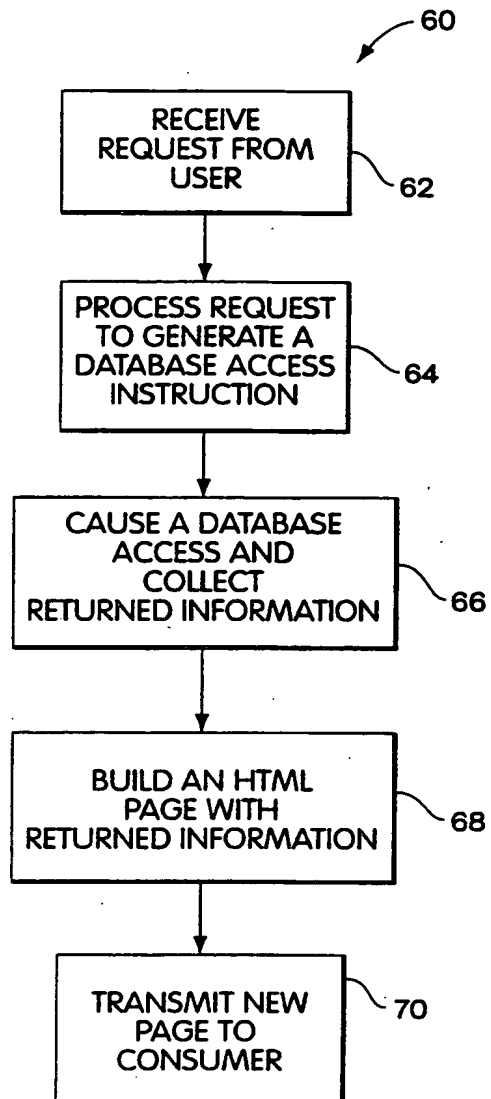 60
RECEIVE
REQUEST FROM
USER
62
PROCESS REQUEST
TO GENERATE A
DATABASE ACCESS
INSTRUCTION
64
CAUSE A DATABASE
ACCESS AND
COLLECT
RETURNED INFORMATION
66
BUILD AN HTML
PAGE WITH
RETURNED INFORMATION
68
TRANSMIT NEW
PAGE TO
CONSUMER
70